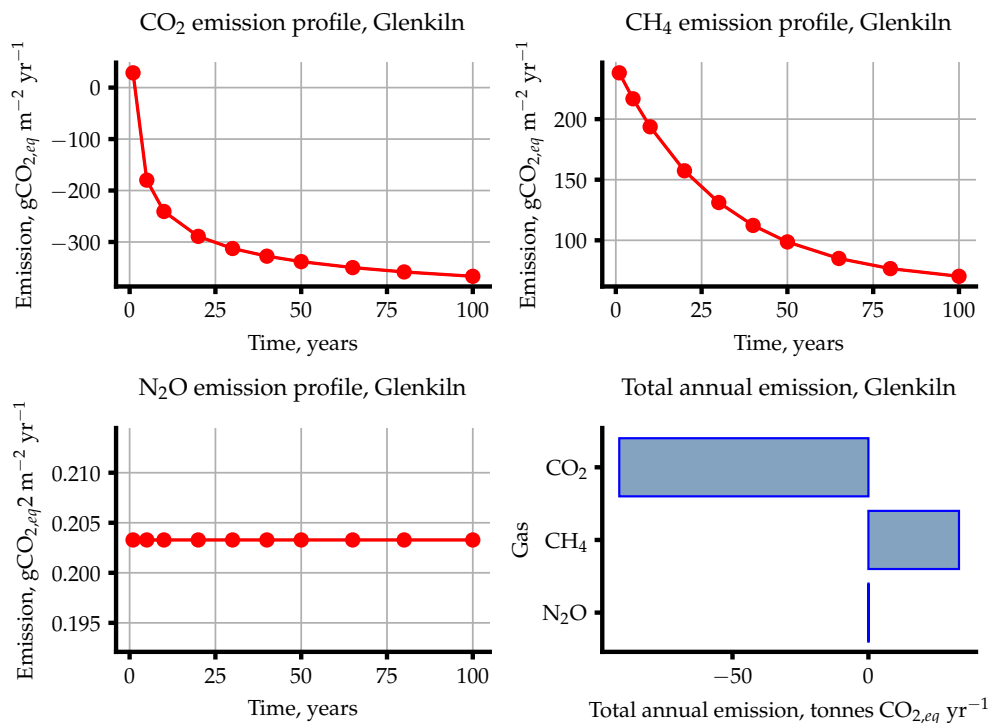 CO₂ emission profile, Glenkiln
Emission, gCO₂,eq m⁻² yr⁻¹
0
−100
−200
−300
0 25 50 75 100
Time, years
CH₄ emission profile, Glenkiln
Emission, gCO₂,eq m⁻² yr⁻¹
200
150
100
0 25 50 75 100
Time, years
N₂O emission profile, Glenkiln
Emission, gCO₂,eq2 m⁻² yr⁻¹
0.210
0.205
0.200
0.195
0 25 50 75 100
Time, years
Total annual emission, Glenkiln
Gas
CO₂
CH₄
N₂O
−50 0
Total annual emission, tonnes CO₂,eq yr⁻¹